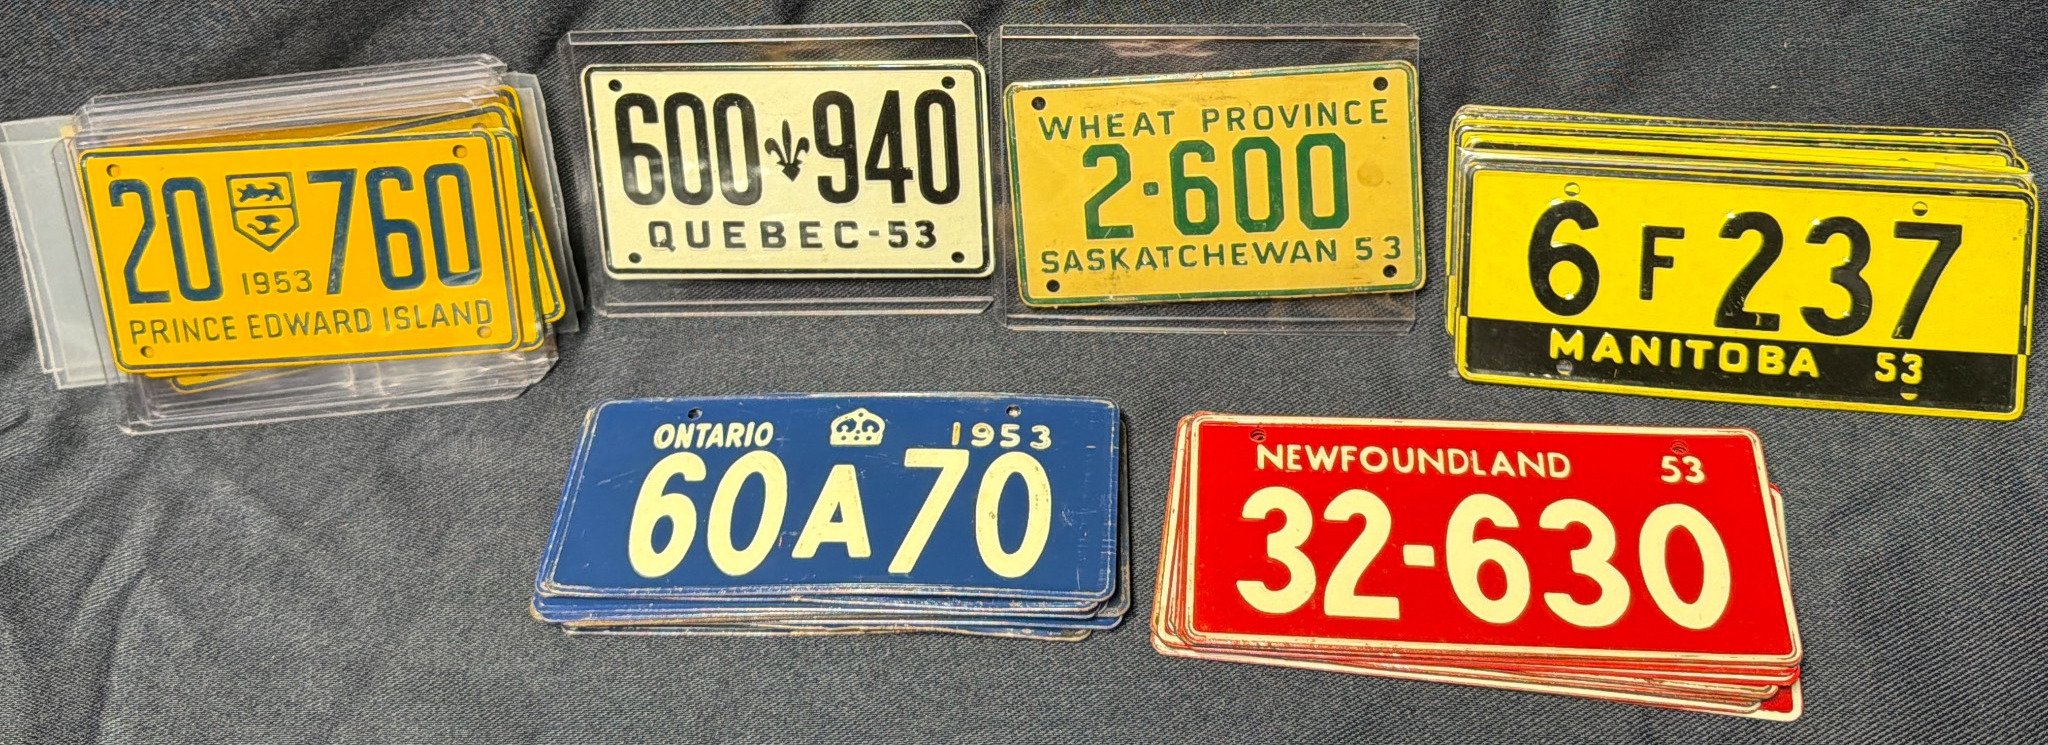 20 760
1953
PRINCE EDWARD ISLAND
600 940
QUEBEC-53
WHEAT PROVINCE
2·600
SASKATCHEWAN 53
6 F 237
MANITOBA 53
ONTARIO 1953
60A70
NEWFOUNDLAND 53
32-630